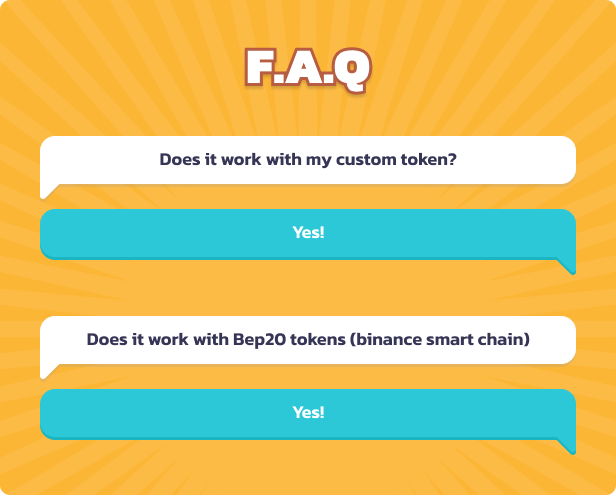 F.A.Q
Does it work with my custom token?
Yes!
Does it work with Bep20 tokens (binance smart chain)
Yes!